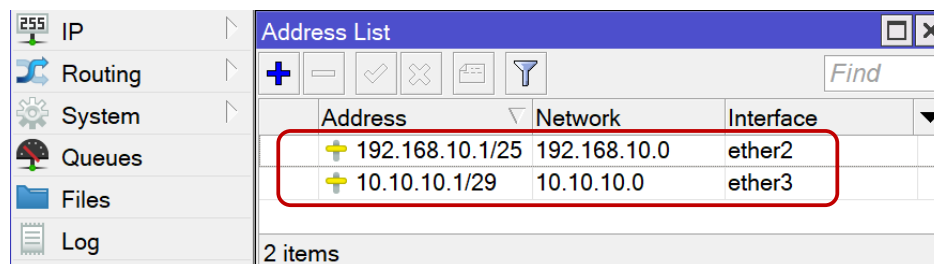 255
IP
Routing
System
Queues
Files
Log
Address List
Find
Address Network Interface
192.168.10.1/25 192.168.10.0 ether2
10.10.10.1/29 10.10.10.0 ether3
2 items